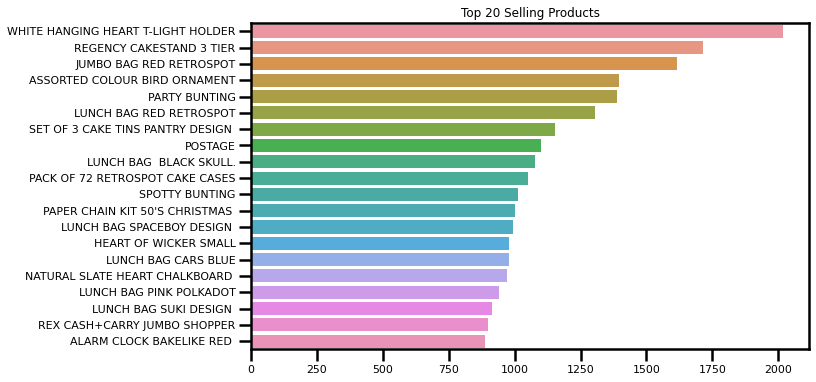 Top 20 Selling Products
WHITE HANGING HEART T-LIGHT HOLDER
REGENCY CAKESTAND 3 TIER
JUMBO BAG RED RETROSPOT
ASSORTED COLOUR BIRD ORNAMENT
PARTY BUNTING
LUNCH BAG RED RETROSPOT
SET OF 3 CAKE TINS PANTRY DESIGN
POSTAGE
LUNCH BAG  BLACK SKULL.
PACK OF 72 RETROSPOT CAKE CASES
SPOTTY BUNTING
PAPER CHAIN KIT 50'S CHRISTMAS
LUNCH BAG SPACEBOY DESIGN
HEART OF WICKER SMALL
LUNCH BAG CARS BLUE
NATURAL SLATE HEART CHALKBOARD
LUNCH BAG PINK POLKADOT
LUNCH BAG SUKI DESIGN
REX CASH+CARRY JUMBO SHOPPER
ALARM CLOCK BAKELIKE RED
0 250 500 750 1000 1250 1500 1750 2000